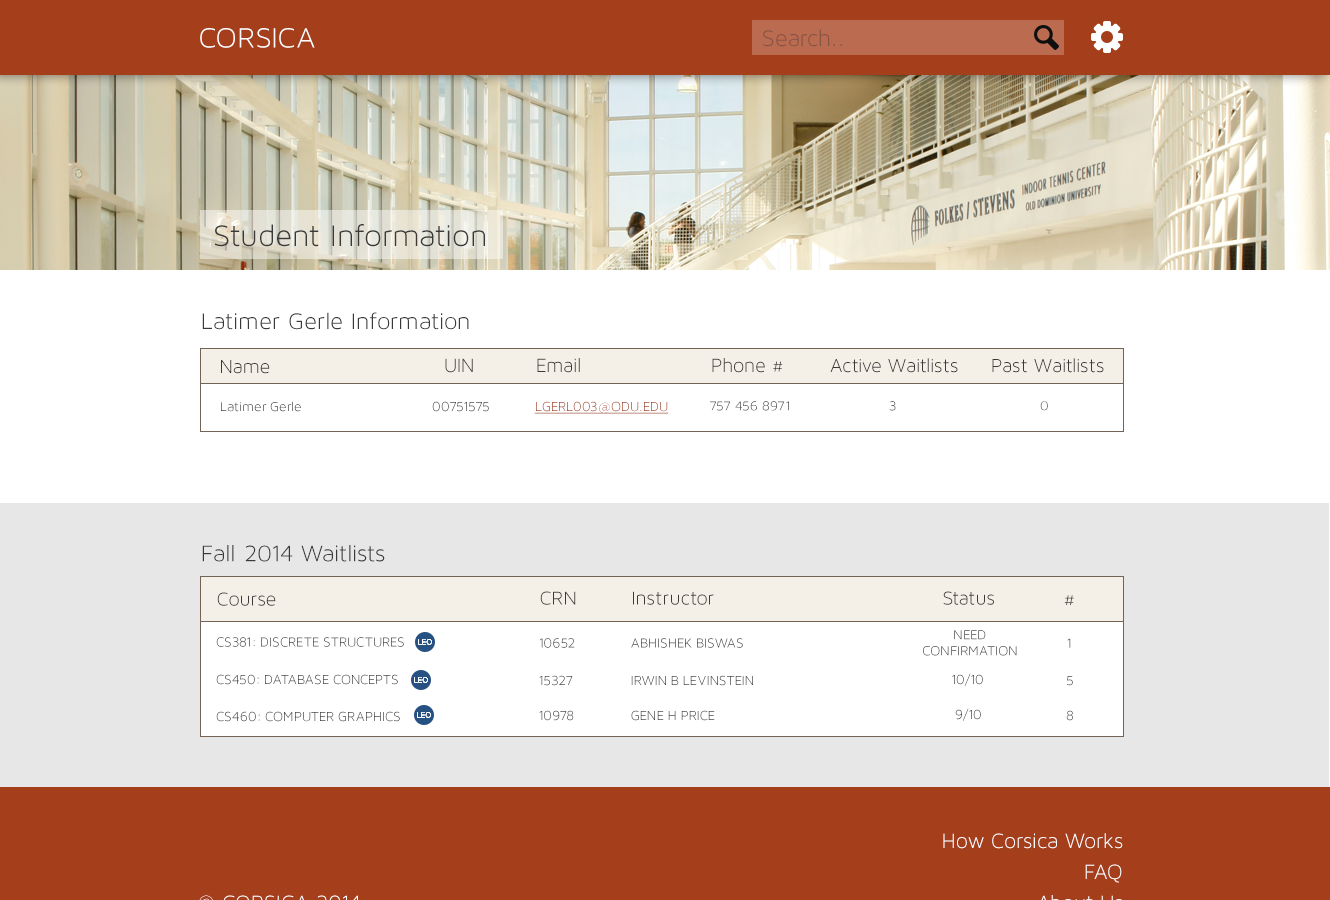 CORSICA
Search..
FOLKES / STEVENS
INDOOR TENNIS CENTER
OLD DOMINION UNIVERSITY
Student Information
Latimer Gerle Information
Name UIN Email Phone # Active Waitlists Past Waitlists
Latimer Gerle 00751575 LGERL003@ODU.EDU 757 456 8971 3 0
Fall 2014 Waitlists
Course CRN Instructor Status #
CS381: DISCRETE STRUCTURES LEO 10652 ABHISHEK BISWAS NEED CONFIRMATION 1
CS450: DATABASE CONCEPTS LEO 15327 IRWIN B LEVINSTEIN 10/10 5
CS460: COMPUTER GRAPHICS LEO 10978 GENE H PRICE 9/10 8
How Corsica Works
FAQ
© CORSICA 2014
About Us